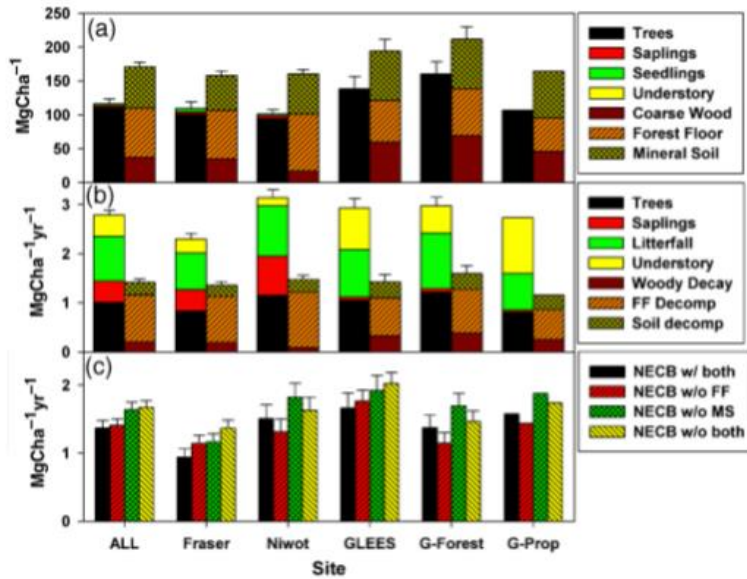 (a)
MgCha⁻¹
250
200
150
100
50
0
Trees
Saplings
Seedlings
Understory
Coarse Wood
Forest Floor
Mineral Soil
(b)
MgCha⁻¹yr⁻¹
3
2
1
0
Trees
Saplings
Litterfall
Understory
Woody Decay
FF Decomp
Soil decomp
(c)
MgCha⁻¹yr⁻¹
2
1
0
NECB w/ both
NECB w/o FF
NECB w/o MS
NECB w/o both
ALL Fraser Niwot GLEES G-Forest G-Prop
Site